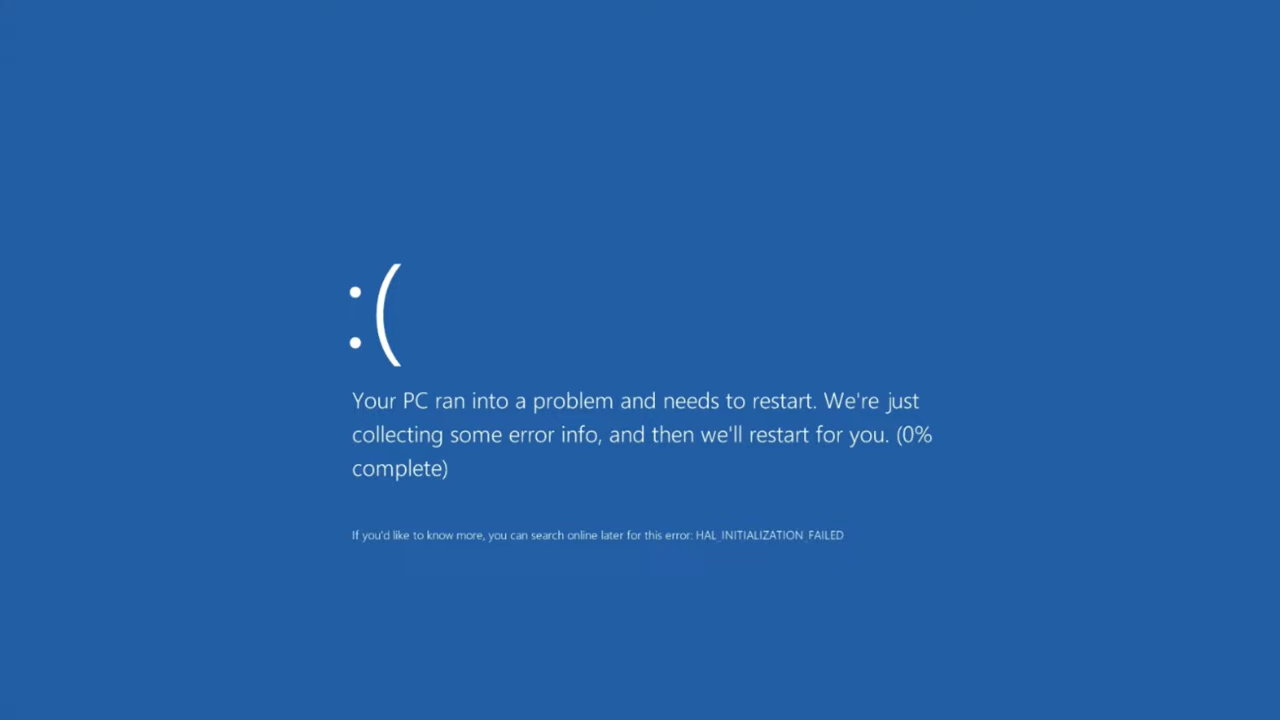 :(
Your PC ran into a problem and needs to restart. We're just
collecting some error info, and then we'll restart for you. (0%
complete)
If you'd like to know more, you can search online later for this error: HAL_INITIALIZATION_FAILED